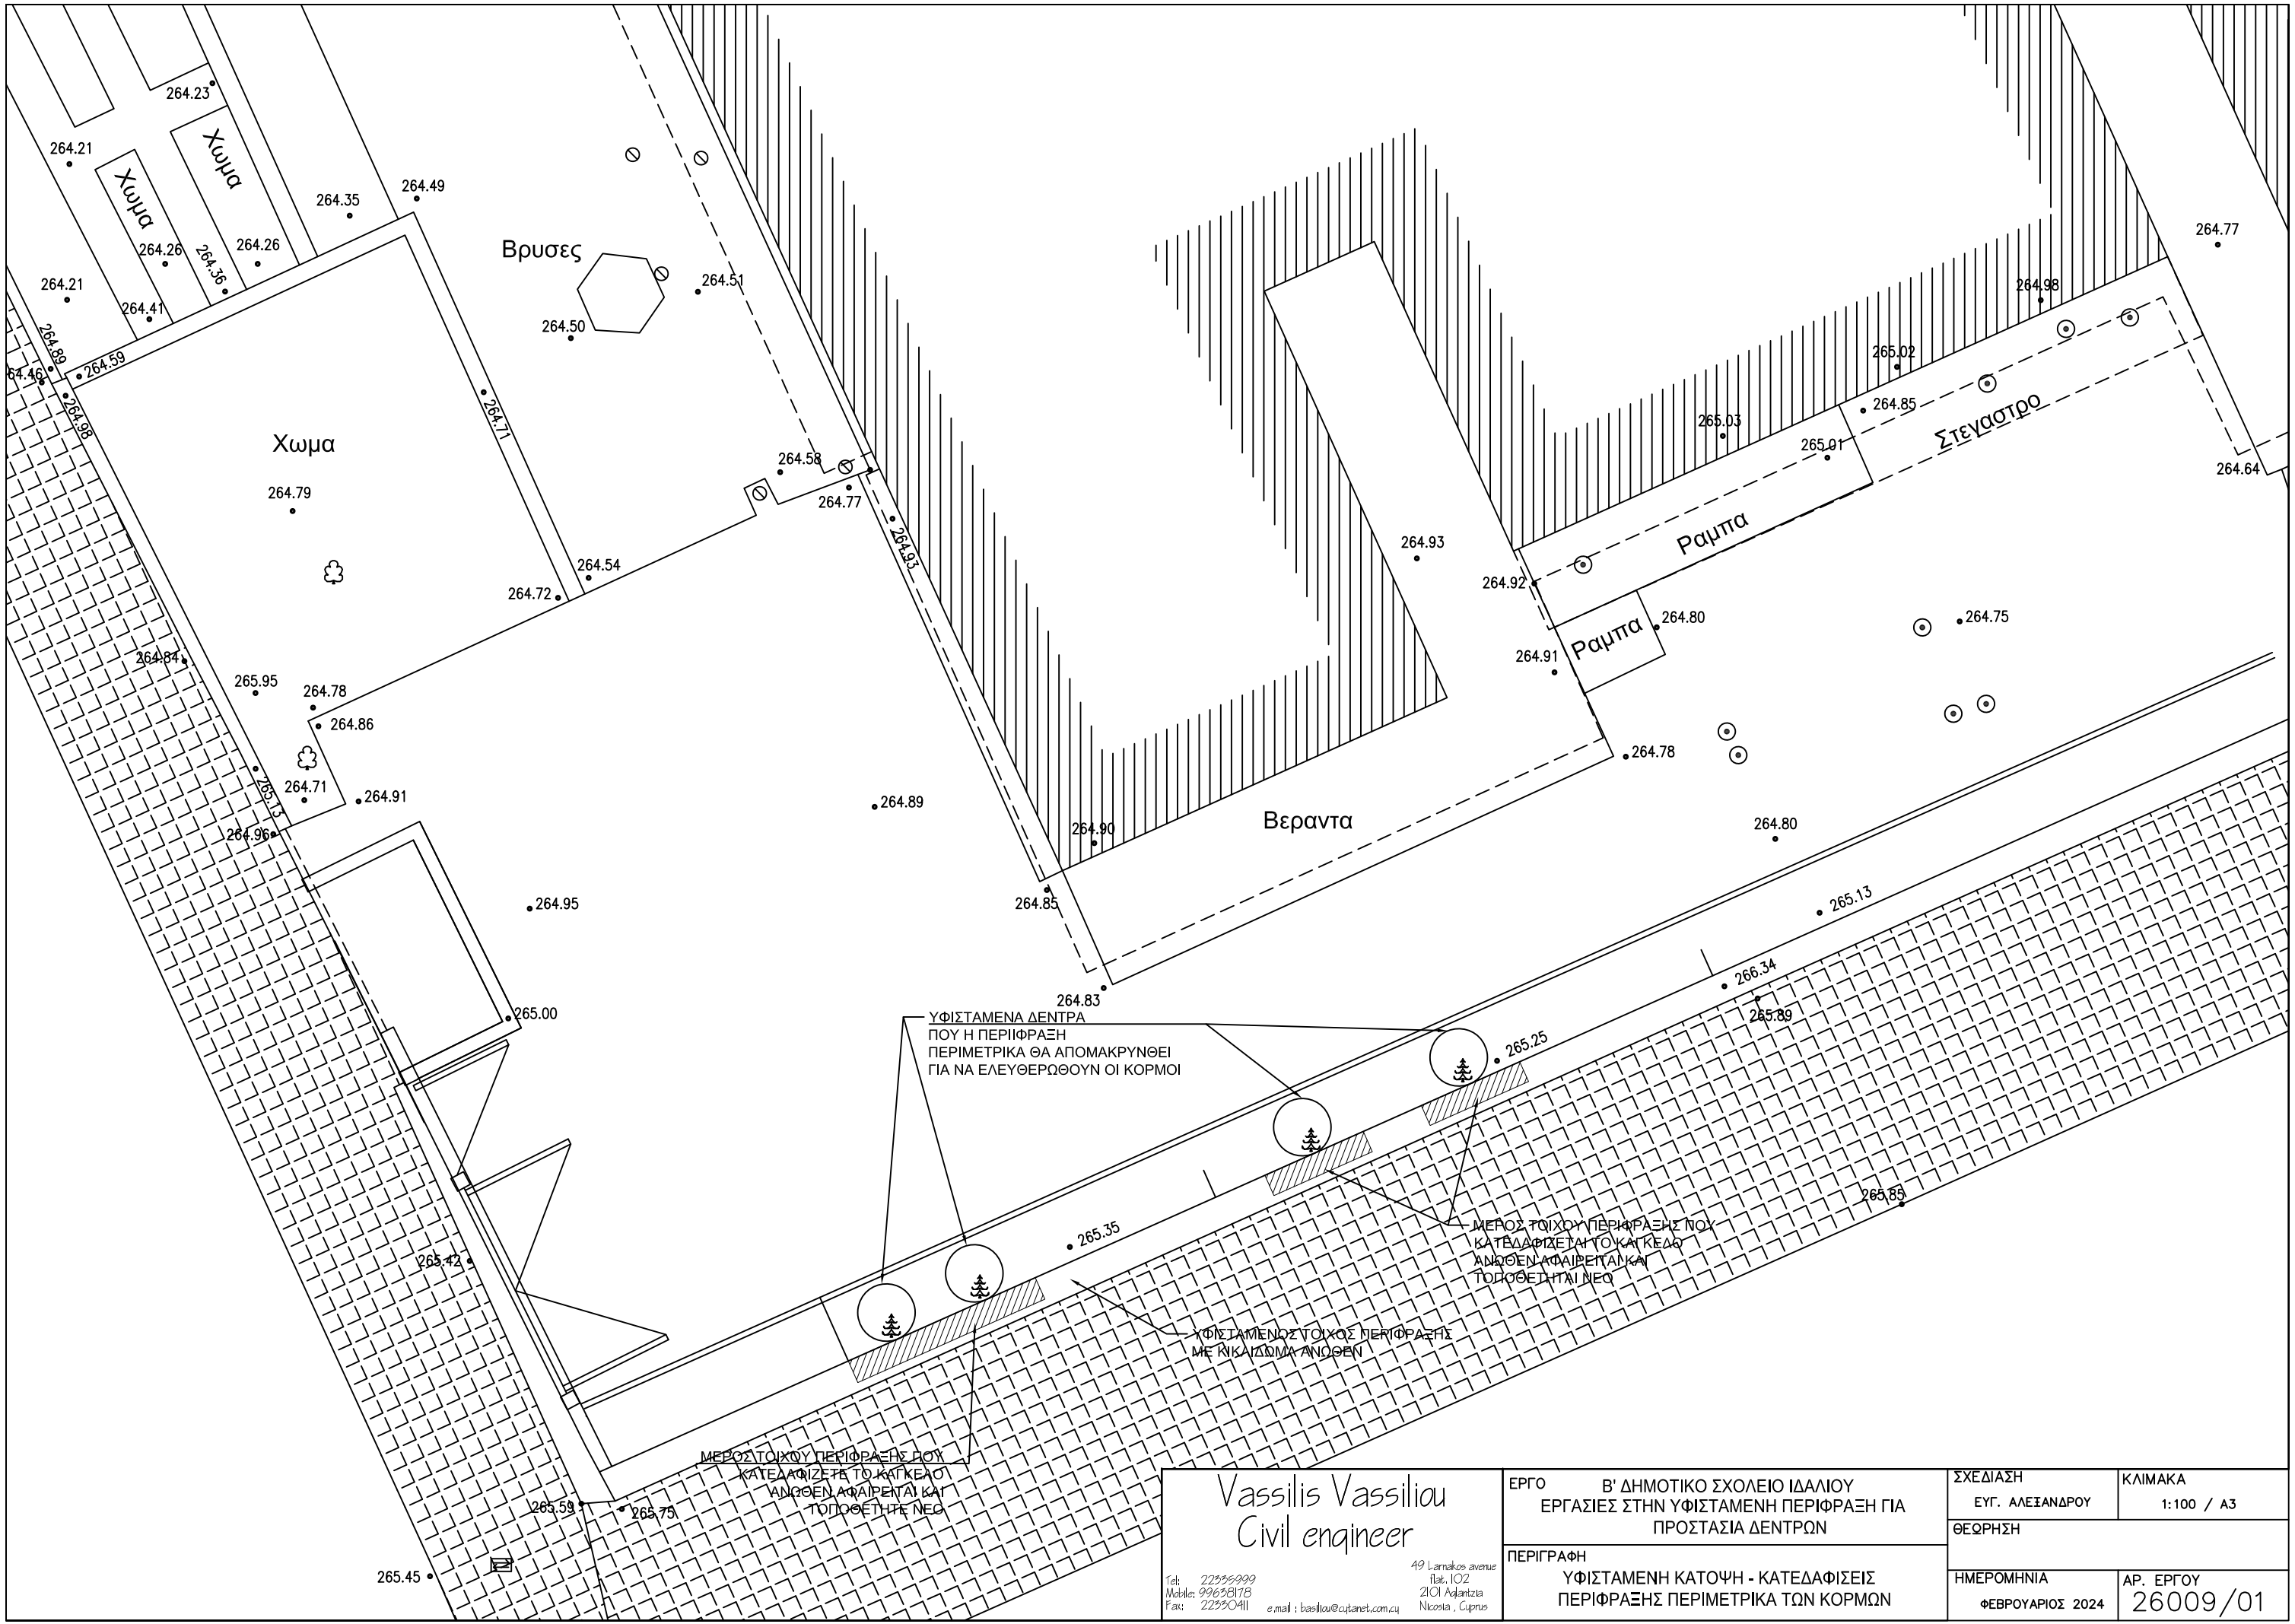 264.23
264.21
Χωμα
Χωμα
264.35
264.49
264.26
264.36
264.26
264.21
264.41
Βρυσες
264.51
264.50
264.77
264.98
264.89
264.59
64.46
264.98
264.71
Χωμα
264.79
264.58
264.77
264.93
265.02
264.85
265.03
265.01
Στεγαστρο
264.64
Ραμπα
264.93
264.92
264.54
264.72
264.80
264.75
Ραμπα
264.91
264.84
265.95
264.78
264.86
264.78
265.13
264.71
264.91
264.89
264.96
264.90
Βεραντα
264.80
264.95
264.85
265.13
264.83
266.34
265.89
265.00
ΥΦΙΣΤΑΜΕΝΑ ΔΕΝΤΡΑ
ΠΟΥ Η ΠΕΡΙΙΦΡΑΞΗ
ΠΕΡΙΜΕΤΡΙΚΑ ΘΑ ΑΠΟΜΑΚΡΥΝΘΕΙ
ΓΙΑ ΝΑ ΕΛΕΥΘΕΡΩΘΟΥΝ ΟΙ ΚΟΡΜΟΙ
265.25
265.85
265.35
265.42
ΜΕΡΟΣ ΤΟΙΧΟΥ ΠΕΡΙΦΡΑΞΗΣ ΠΟΥ
ΚΑΤΕΔΑΦΙΖΕΤΑΙ ΤΟ ΚΑΓΚΕΛΟ
ΑΝΩΘΕΝ ΑΦΑΙΡΕΙΤΑΙ ΚΑΙ
ΤΟΠΟΘΕΤΗΤΑΙ ΝΕΟ
ΥΦΙΣΤΑΜΕΝΟΣ ΤΟΙΧΟΣ ΠΕΡΙΦΡΑΞΗΣ
ΜΕ ΚΙΚΛΙΔΩΜΑ ΑΝΩΘΕΝ
ΜΕΡΟΣ ΤΟΙΧΟΥ ΠΕΡΙΦΡΑΞΗΣ ΠΟΥ
ΚΑΤΕΔΑΦΙΖΕΤΕ ΤΟ ΚΑΓΚΕΛΟ
ΑΝΩΘΕΝ ΑΦΑΙΡΕΙΤΑΙ ΚΑΙ
ΤΟΠΟΘΕΤΗΤΕ ΝΕΟ
265.59
265.75
265.45
Vassilis Vassiliou
Civil engineer
Tel: 22335999
Mobile: 99638178
Fax: 22330411
e.mail : basiliou@cytanet.com.cy
49 Larnakos avenue
flat. 102
2101 Aglantzia
Nicosia , Cyprus
ΕΡΓΟ
Β' ΔΗΜΟΤΙΚΟ ΣΧΟΛΕΙΟ ΙΔΑΛΙΟΥ
ΕΡΓΑΣΙΕΣ ΣΤΗΝ ΥΦΙΣΤΑΜΕΝΗ ΠΕΡΙΦΡΑΞΗ ΓΙΑ
ΠΡΟΣΤΑΣΙΑ ΔΕΝΤΡΩΝ
ΠΕΡΙΓΡΑΦΗ
ΥΦΙΣΤΑΜΕΝΗ ΚΑΤΟΨΗ - ΚΑΤΕΔΑΦΙΣΕΙΣ
ΠΕΡΙΦΡΑΞΗΣ ΠΕΡΙΜΕΤΡΙΚΑ ΤΩΝ ΚΟΡΜΩΝ
ΣΧΕΔΙΑΣΗ
ΕΥΓ. ΑΛΕΞΑΝΔΡΟΥ
ΚΛΙΜΑΚΑ
1:100 / Α3
ΘΕΩΡΗΣΗ
ΗΜΕΡΟΜΗΝΙΑ
ΦΕΒΡΟΥΑΡΙΟΣ 2024
ΑΡ. ΕΡΓΟΥ
26009/01